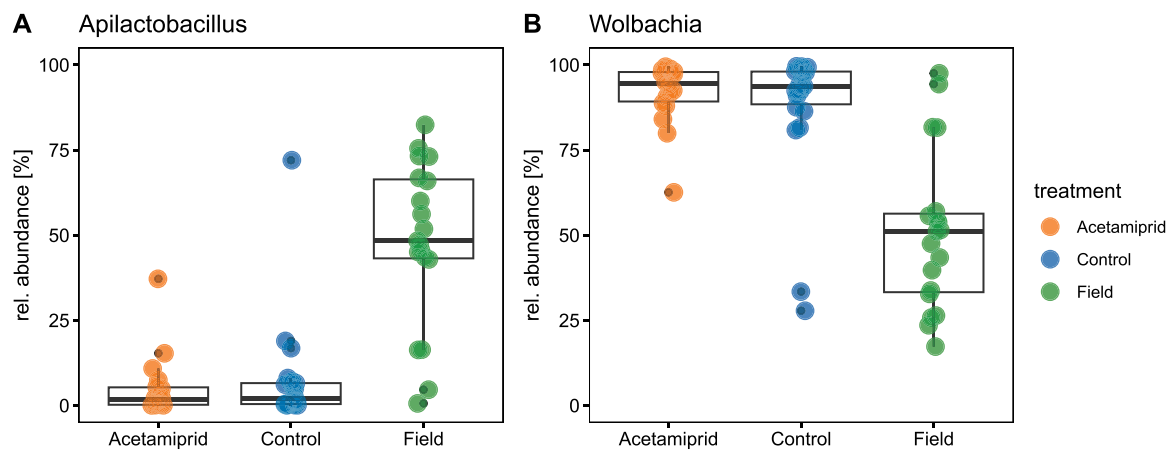 A Apilactobacillus
100
75
50
25
0
rel. abundance [%]
Acetamiprid Control Field
B Wolbachia
100
75
50
25
0
rel. abundance [%]
Acetamiprid Control Field
treatment
Acetamiprid
Control
Field